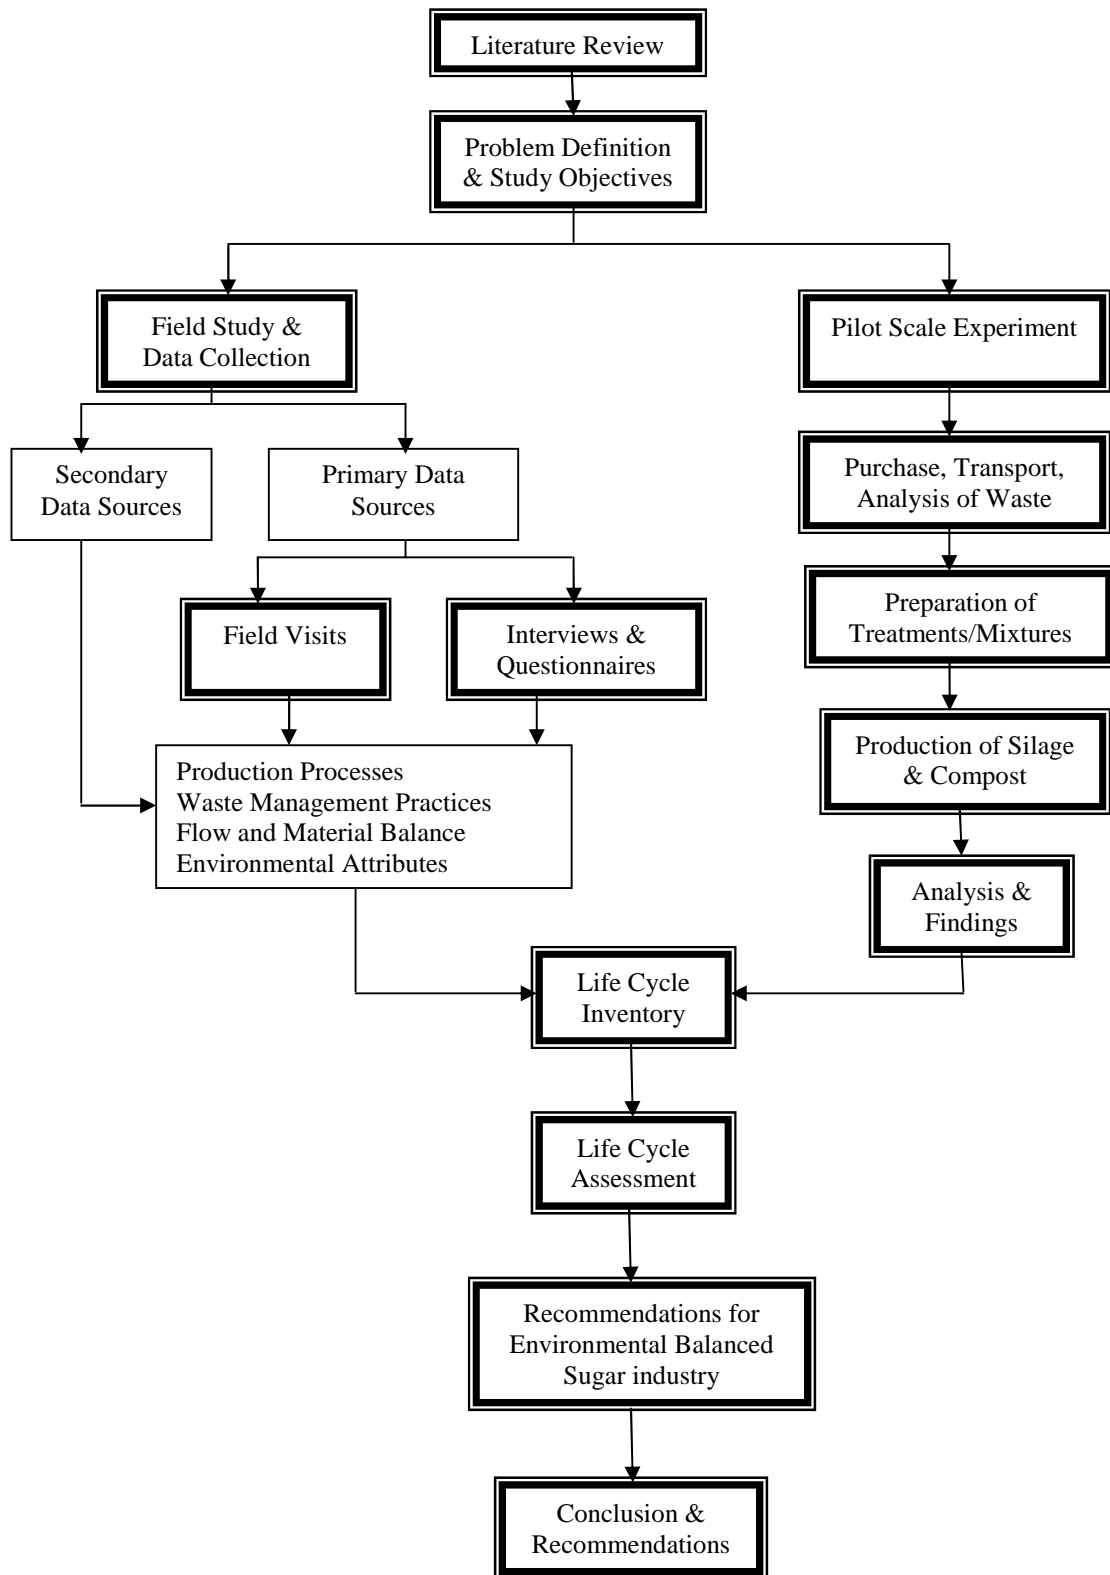 Literature Review
Problem Definition
& Study Objectives
Field Study &
Data Collection
Pilot Scale Experiment
Secondary
Data Sources
Primary Data
Sources
Purchase, Transport,
Analysis of Waste
Field Visits
Interviews &
Questionnaires
Preparation of
Treatments/Mixtures
Production Processes
Waste Management Practices
Flow and Material Balance
Environmental Attributes
Production of Silage
& Compost
Analysis &
Findings
Life Cycle
Inventory
Life Cycle
Assessment
Recommendations for
Environmental Balanced
Sugar industry
Conclusion &
Recommendations